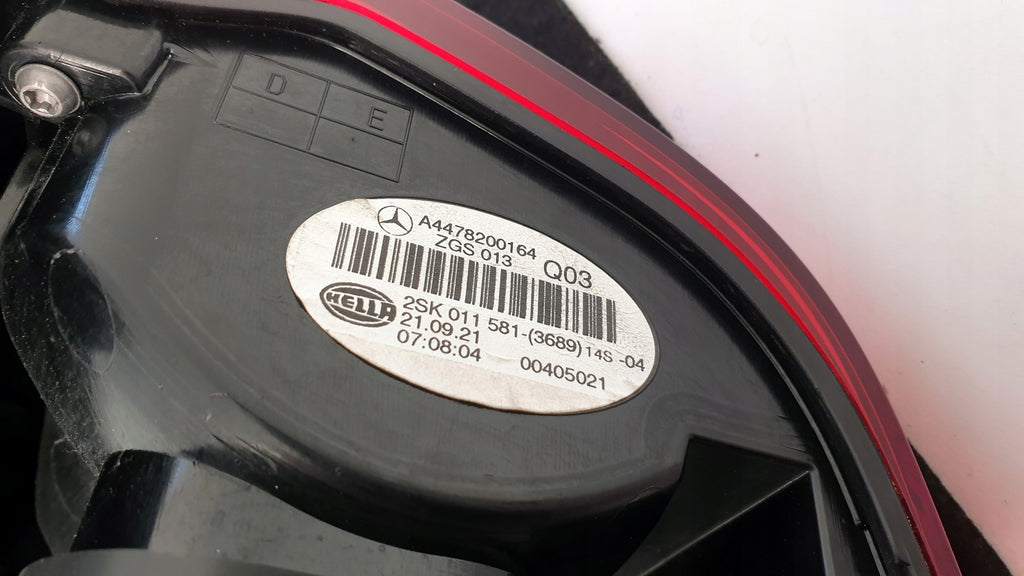 D
E
A4478200164
ZGS 013 Q03
HELLA 2SK 011 581-(3689)14S -04
21.09.21
07:08:04 00405021